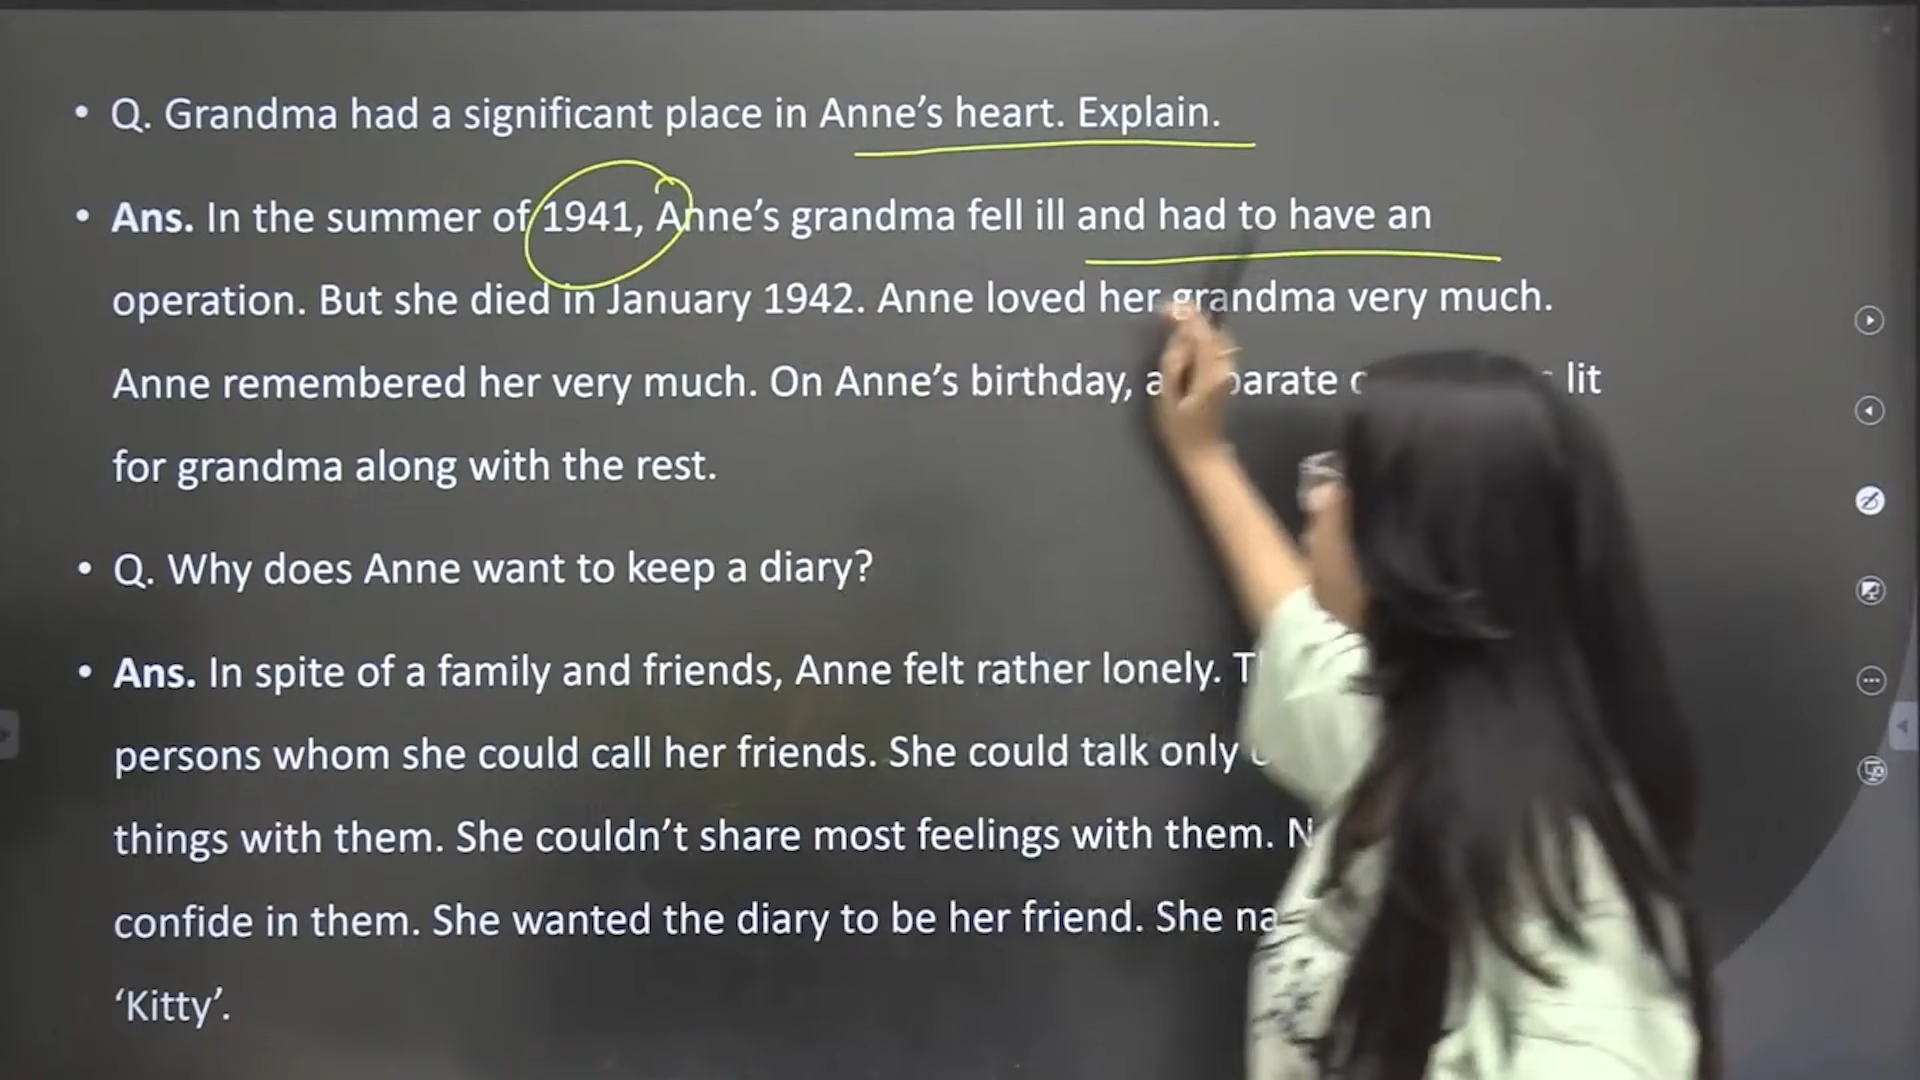 • Q. Grandma had a significant place in Anne’s heart. Explain.
• Ans. In the summer of 1941, Anne’s grandma fell ill and had to have an
operation. But she died in January 1942. Anne loved her grandma very much.
Anne remembered her very much. On Anne’s birthday, a lit
for grandma along with the rest.
• Q. Why does Anne want to keep a diary?
• Ans. In spite of a family and friends, Anne felt rather lonely.
persons whom she could call her friends. She could talk only
things with them. She couldn’t share most feelings with them.
confide in them. She wanted the diary to be her friend. She
‘Kitty’.